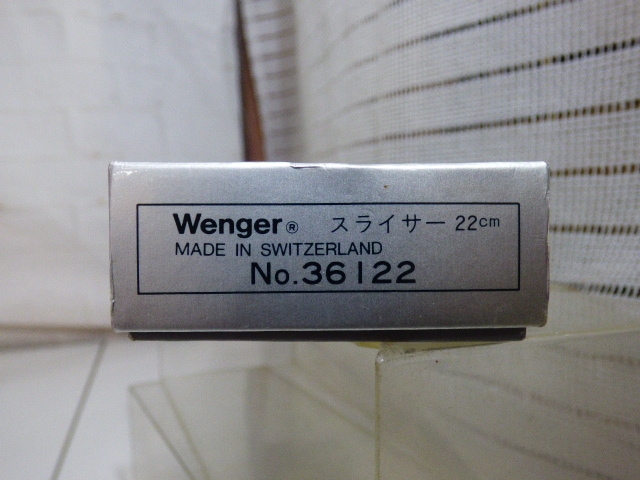 Wenger® スライサー 22cm
MADE IN SWITZERLAND
No.36122